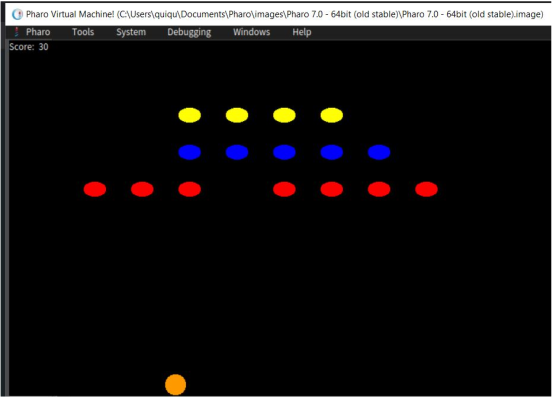 Pharo Virtual Machine! (C:\Users\quiqu\Documents\Pharo\images\Pharo 7.0 - 64bit (old stable)\Pharo 7.0 - 64bit (old stable).image)
Pharo Tools System Debugging Windows Help
Score: 30